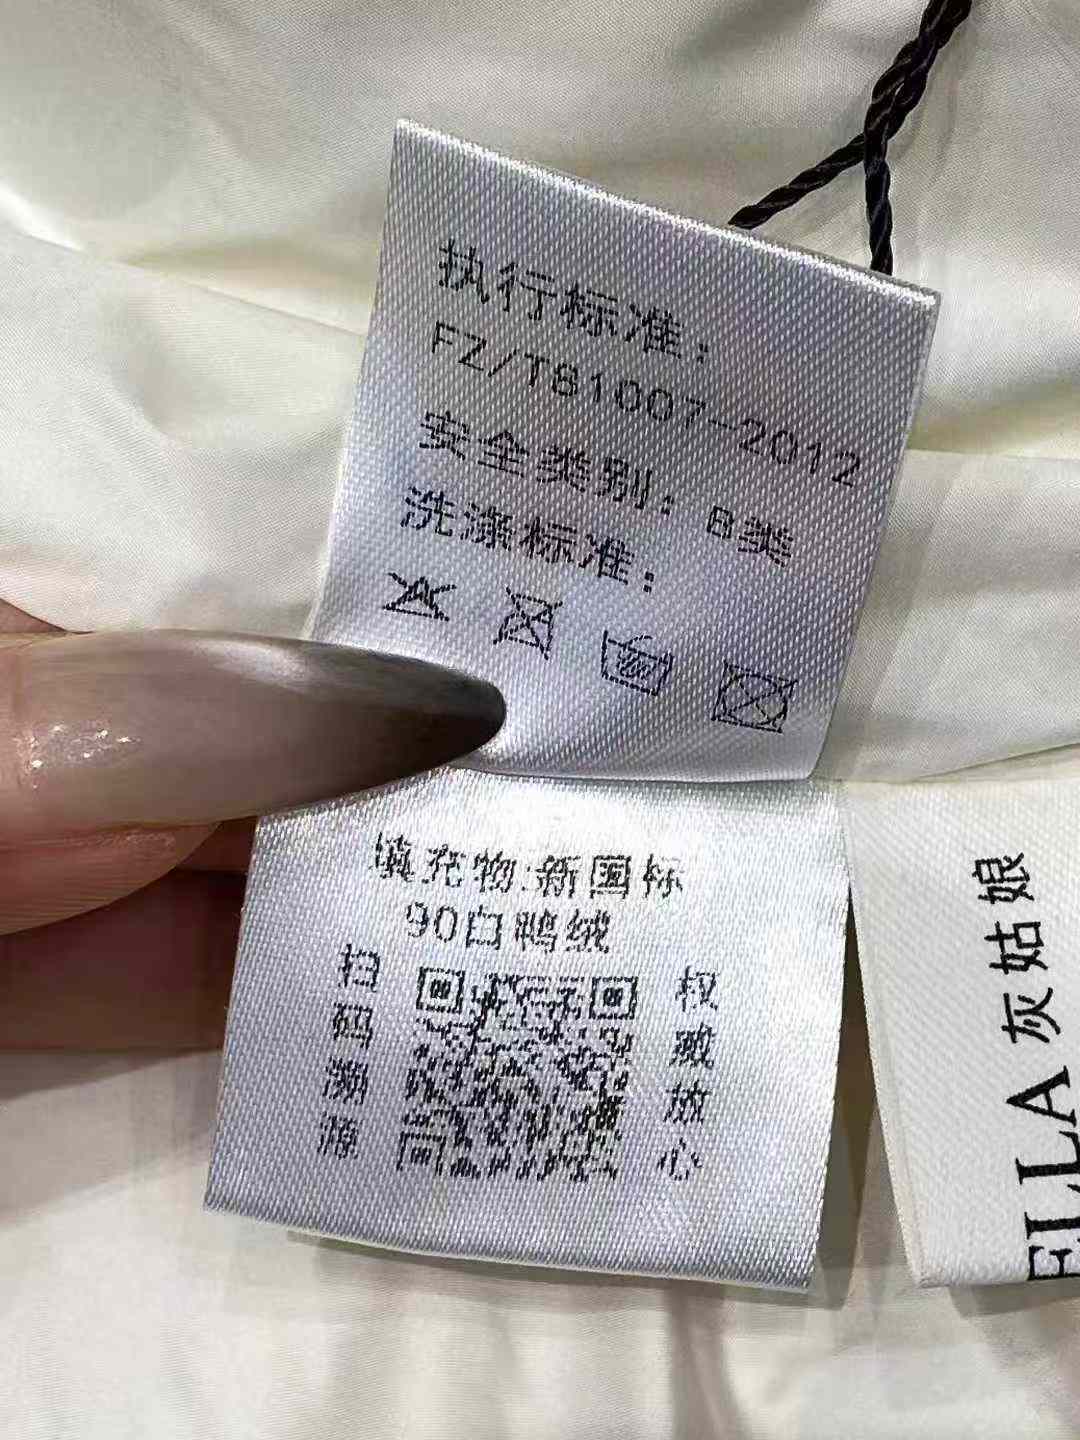 执行标准：
FZ/T81007-2012
安全类别：B类
洗涤标准：
填充物:新国标
90白鸭绒
扫码溯源
权威放心
灰姑娘
ELLA